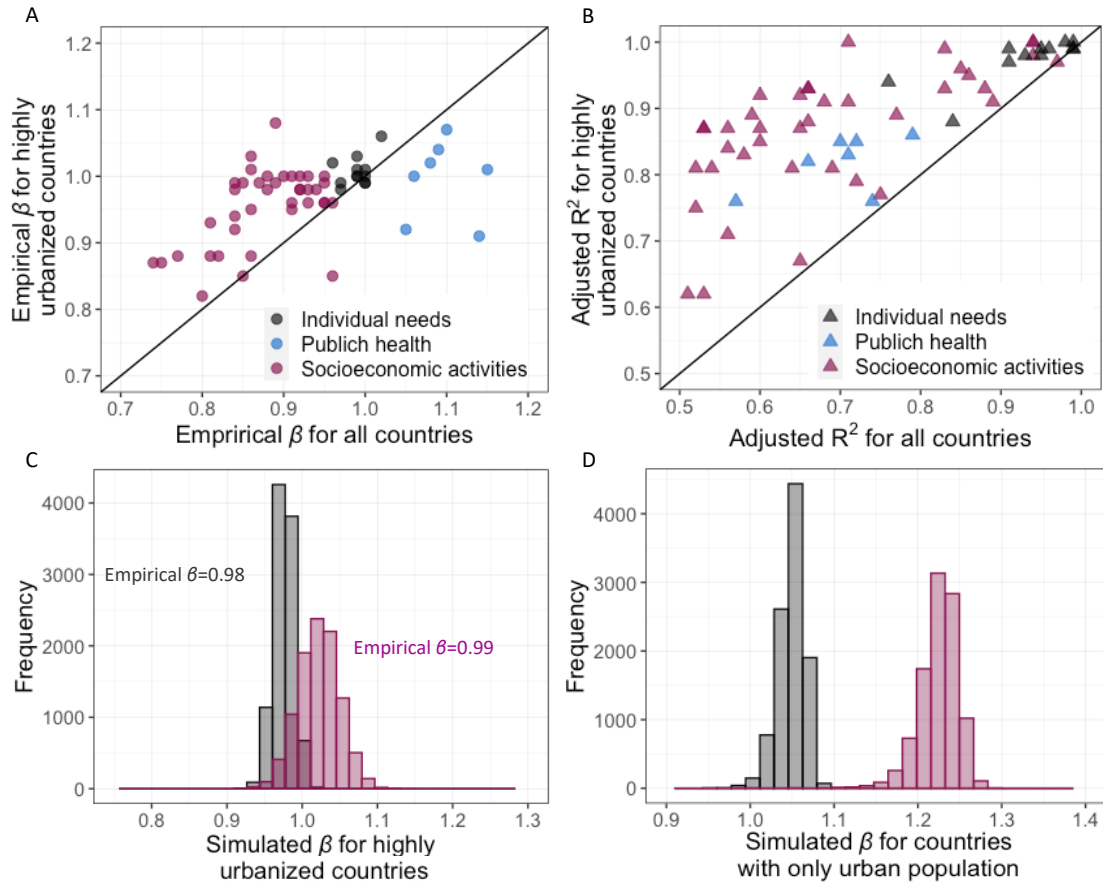 A
B
Empirical β for highly
urbanized countries
1.2
1.1
1.0
0.9
0.8
0.7
Individual needs
Publich health
Socioeconomic activities
0.7 0.8 0.9 1.0 1.1 1.2
Emprirical β for all countries
Adjusted R² for highly
urbanized countries
1.0
0.9
0.8
0.7
0.6
0.5
Individual needs
Publich health
Socioeconomic activities
0.5 0.6 0.7 0.8 0.9 1.0
Adjusted R² for all countries
C
D
Frequency
4000
3000
2000
1000
0
Empirical β=0.98
Empirical β=0.99
0.8 0.9 1.0 1.1 1.2 1.3
Simulated β for highly
urbanized countries
Frequency
4000
3000
2000
1000
0
0.9 1.0 1.1 1.2 1.3 1.4
Simulated β for countries
with only urban population